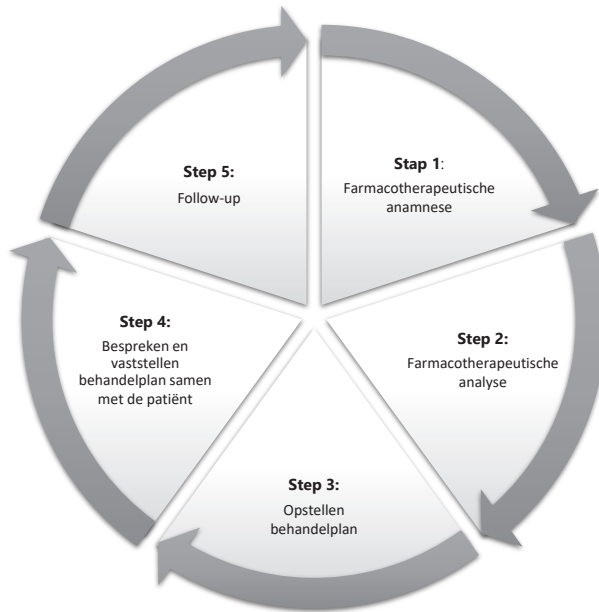 Stap 1:
Farmacotherapeutische
anamnese
Step 2:
Farmacotherapeutische
analyse
Step 3:
Opstellen
behandelplan
Step 4:
Bespreken en
vaststellen
behandelplan samen
met de patiënt
Step 5:
Follow-up